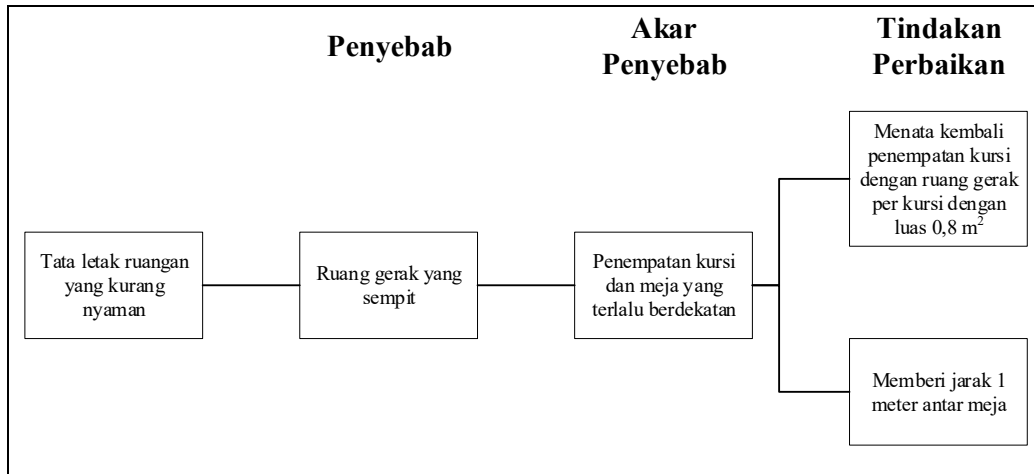 Penyebab
Akar
Penyebab
Tindakan
Perbaikan
Tata letak ruangan
yang kurang
nyaman
Ruang gerak yang
sempit
Penempatan kursi
dan meja yang
terlalu berdekatan
Menata kembali
penempatan kursi
dengan ruang gerak
per kursi dengan
luas 0,8 m²
Memberi jarak 1
meter antar meja